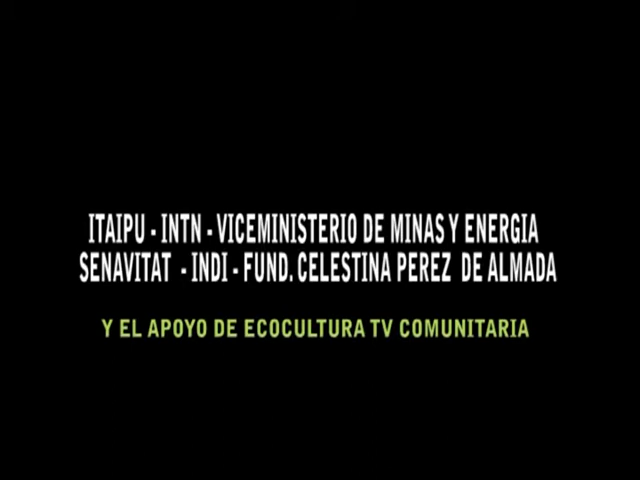 ITAIPU - INTN - VICEMINISTERIO DE MINAS Y ENERGIA
SENAVITAT - INDI - FUND. CELESTINA PEREZ DE ALMADA
Y EL APOYO DE ECOCULTURA TV COMUNITARIA